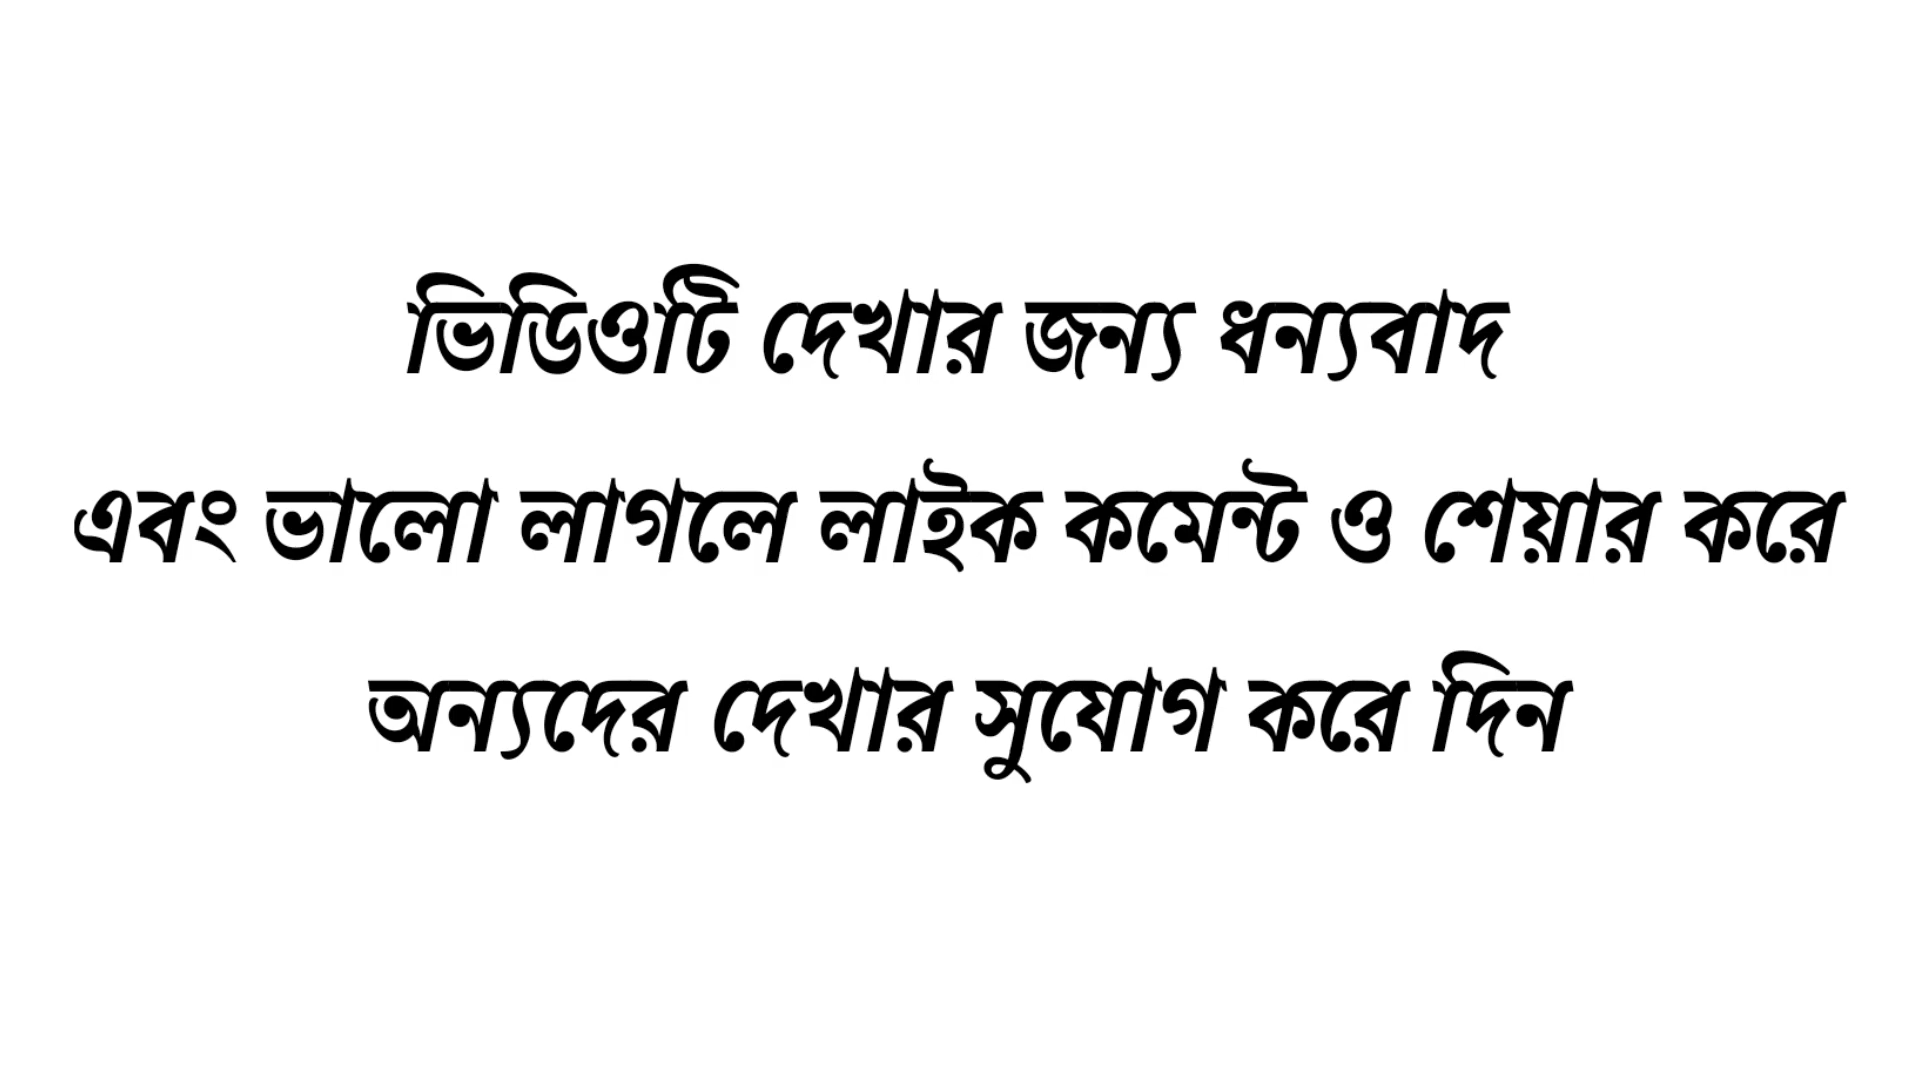 ভিডিওটি দেখার জন্য ধন্যবাদ
এবং ভালো লাগলে লাইক কমেন্ট ও শেয়ার করে
অন্যদের দেখার সুযোগ করে দিন